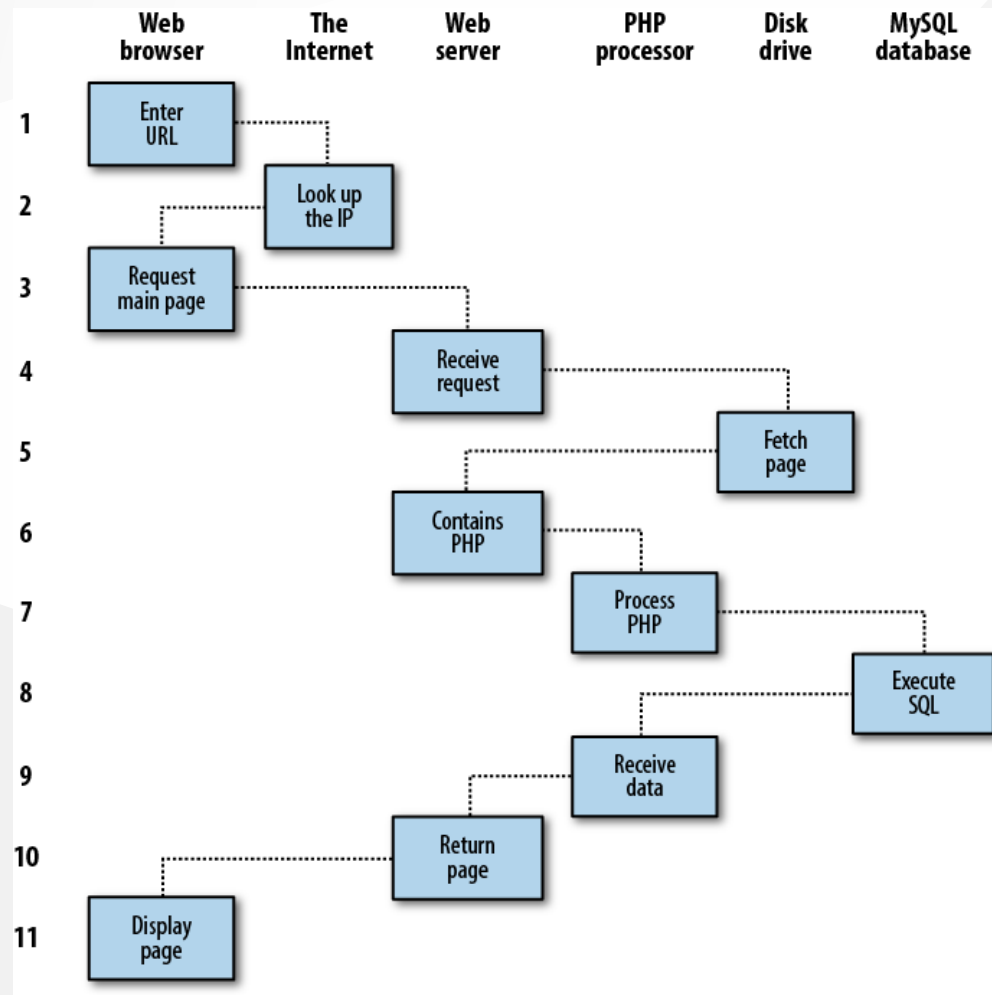 Web
browser
The
Internet
Web
server
PHP
processor
Disk
drive
MySQL
database
1
Enter
URL
2
Look up
the IP
3
Request
main page
4
Receive
request
5
Fetch
page
6
Contains
PHP
7
Process
PHP
8
Execute
SQL
9
Receive
data
10
Return
page
11
Display
page